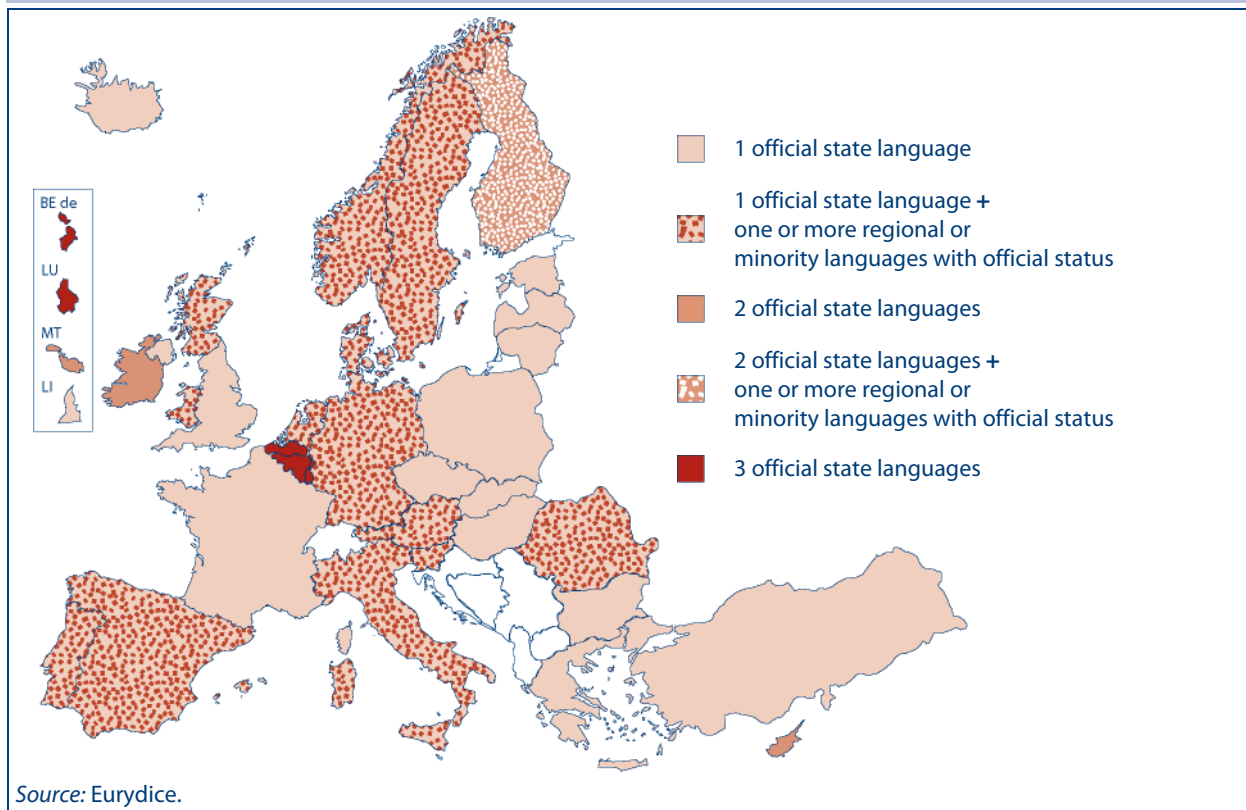 BE de
LU
MT
LI
1 official state language
1 official state language +
one or more regional or
minority languages with official status
2 official state languages
2 official state languages +
one or more regional or
minority languages with official status
3 official state languages
Source: Eurydice.